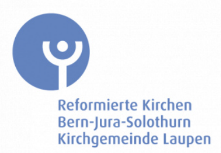 Reformierte Kirchen
Bern-Jura-Solothurn
Kirchgemeinde Laupen